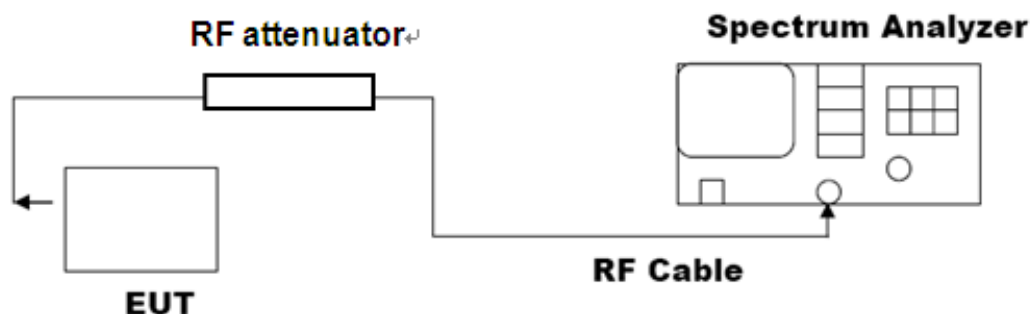 RF attenuator↵
Spectrum Analyzer
RF Cable
EUT